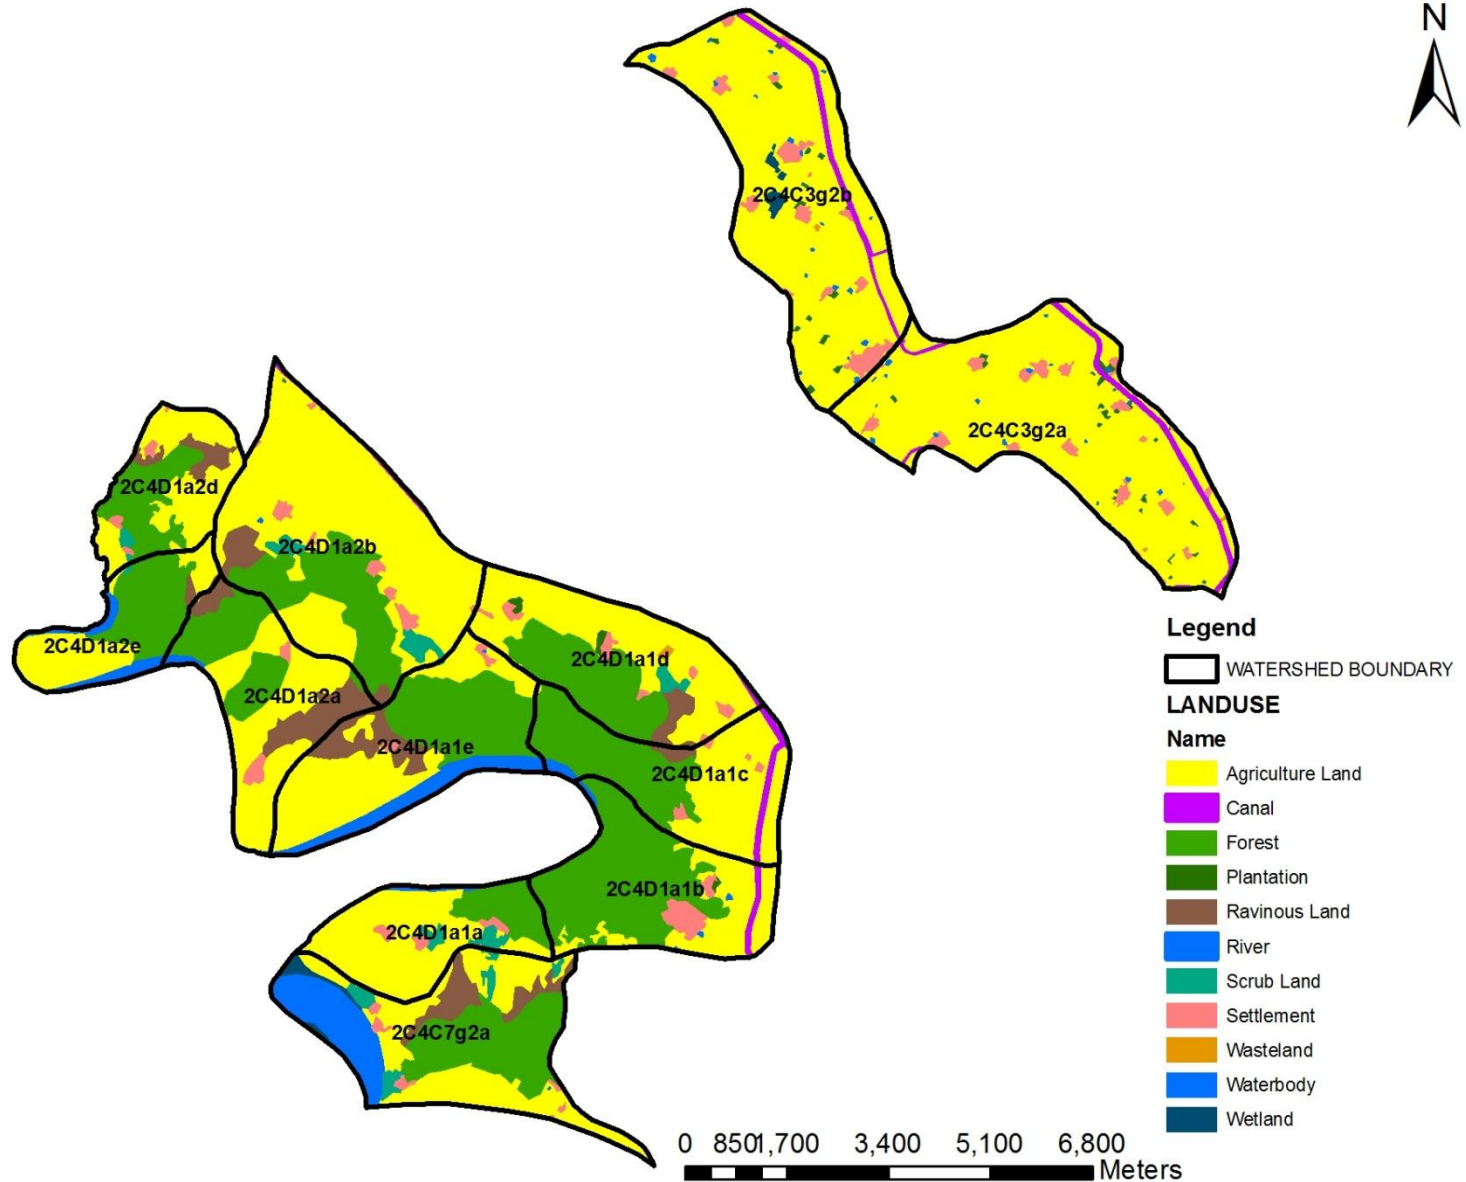 N
2C4C3g2b
2C4C3g2a
2C4D1a2d
2C4D1a2b
2C4D1a2e
2C4D1a1d
2C4D1a2a
2C4D1a1e
2C4D1a1c
2C4D1a1b
2C4D1a1a
2C4C7g2a
Legend
WATERSHED BOUNDARY
LANDUSE
Name
Agriculture Land
Canal
Forest
Plantation
Ravinous Land
River
Scrub Land
Settlement
Wasteland
Waterbody
Wetland
0 850 1,700 3,400 5,100 6,800
Meters